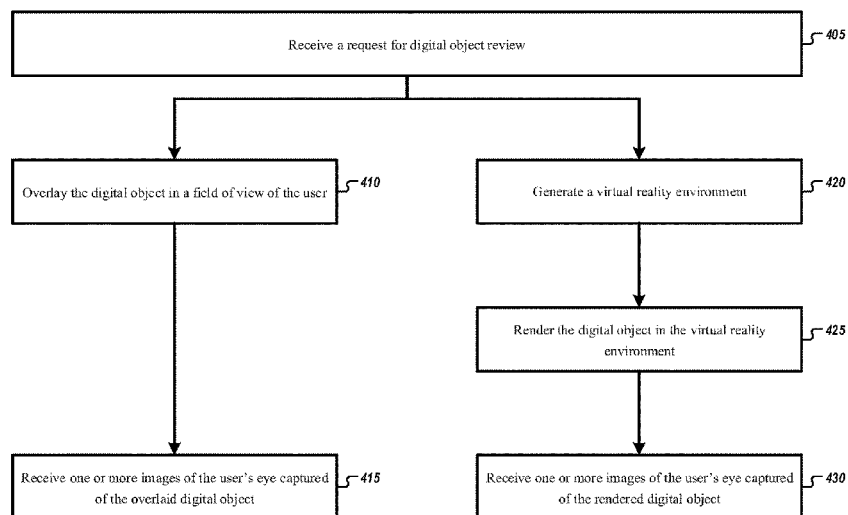 Receive a request for digital object review
405
Overlay the digital object in a field of view of the user
410
Generate a virtual reality environment
420
Render the digital object in the virtual reality
environment
425
Receive one or more images of the user's eye captured
of the overlaid digital object
415
Receive one or more images of the user's eye captured
of the rendered digital object
430